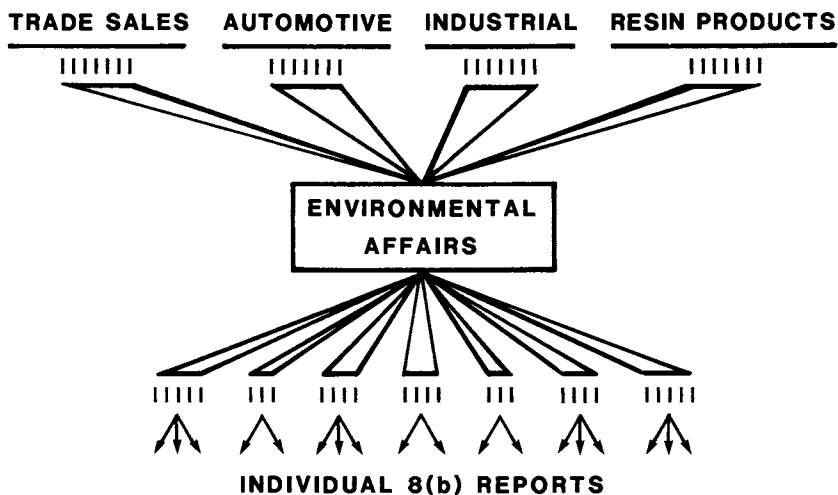 TRADE SALES AUTOMOTIVE INDUSTRIAL RESIN PRODUCTS
ENVIRONMENTAL
AFFAIRS
INDIVIDUAL 8(b) REPORTS